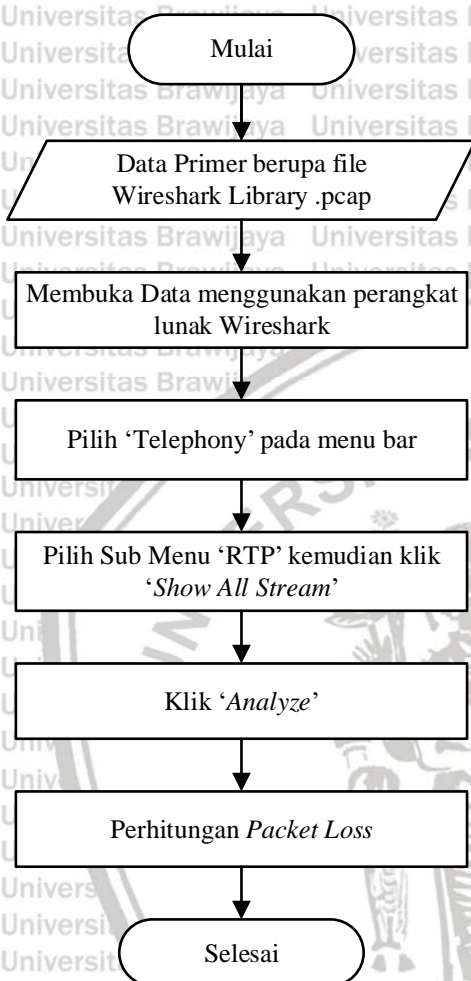 Mulai
Data Primer berupa file
Wireshark Library .pcap
Membuka Data menggunakan perangkat
lunak Wireshark
Pilih ‘Telephony’ pada menu bar
Pilih Sub Menu ‘RTP’ kemudian klik
‘Show All Stream’
Klik ‘Analyze’
Perhitungan Packet Loss
Selesai